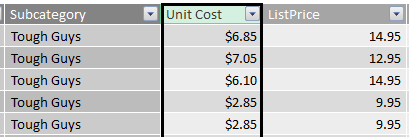 Subcategory Unit Cost ListPrice
Tough Guys $6.85 14.95
Tough Guys $7.05 12.95
Tough Guys $6.10 14.95
Tough Guys $2.85 9.95
Tough Guys $2.85 9.95